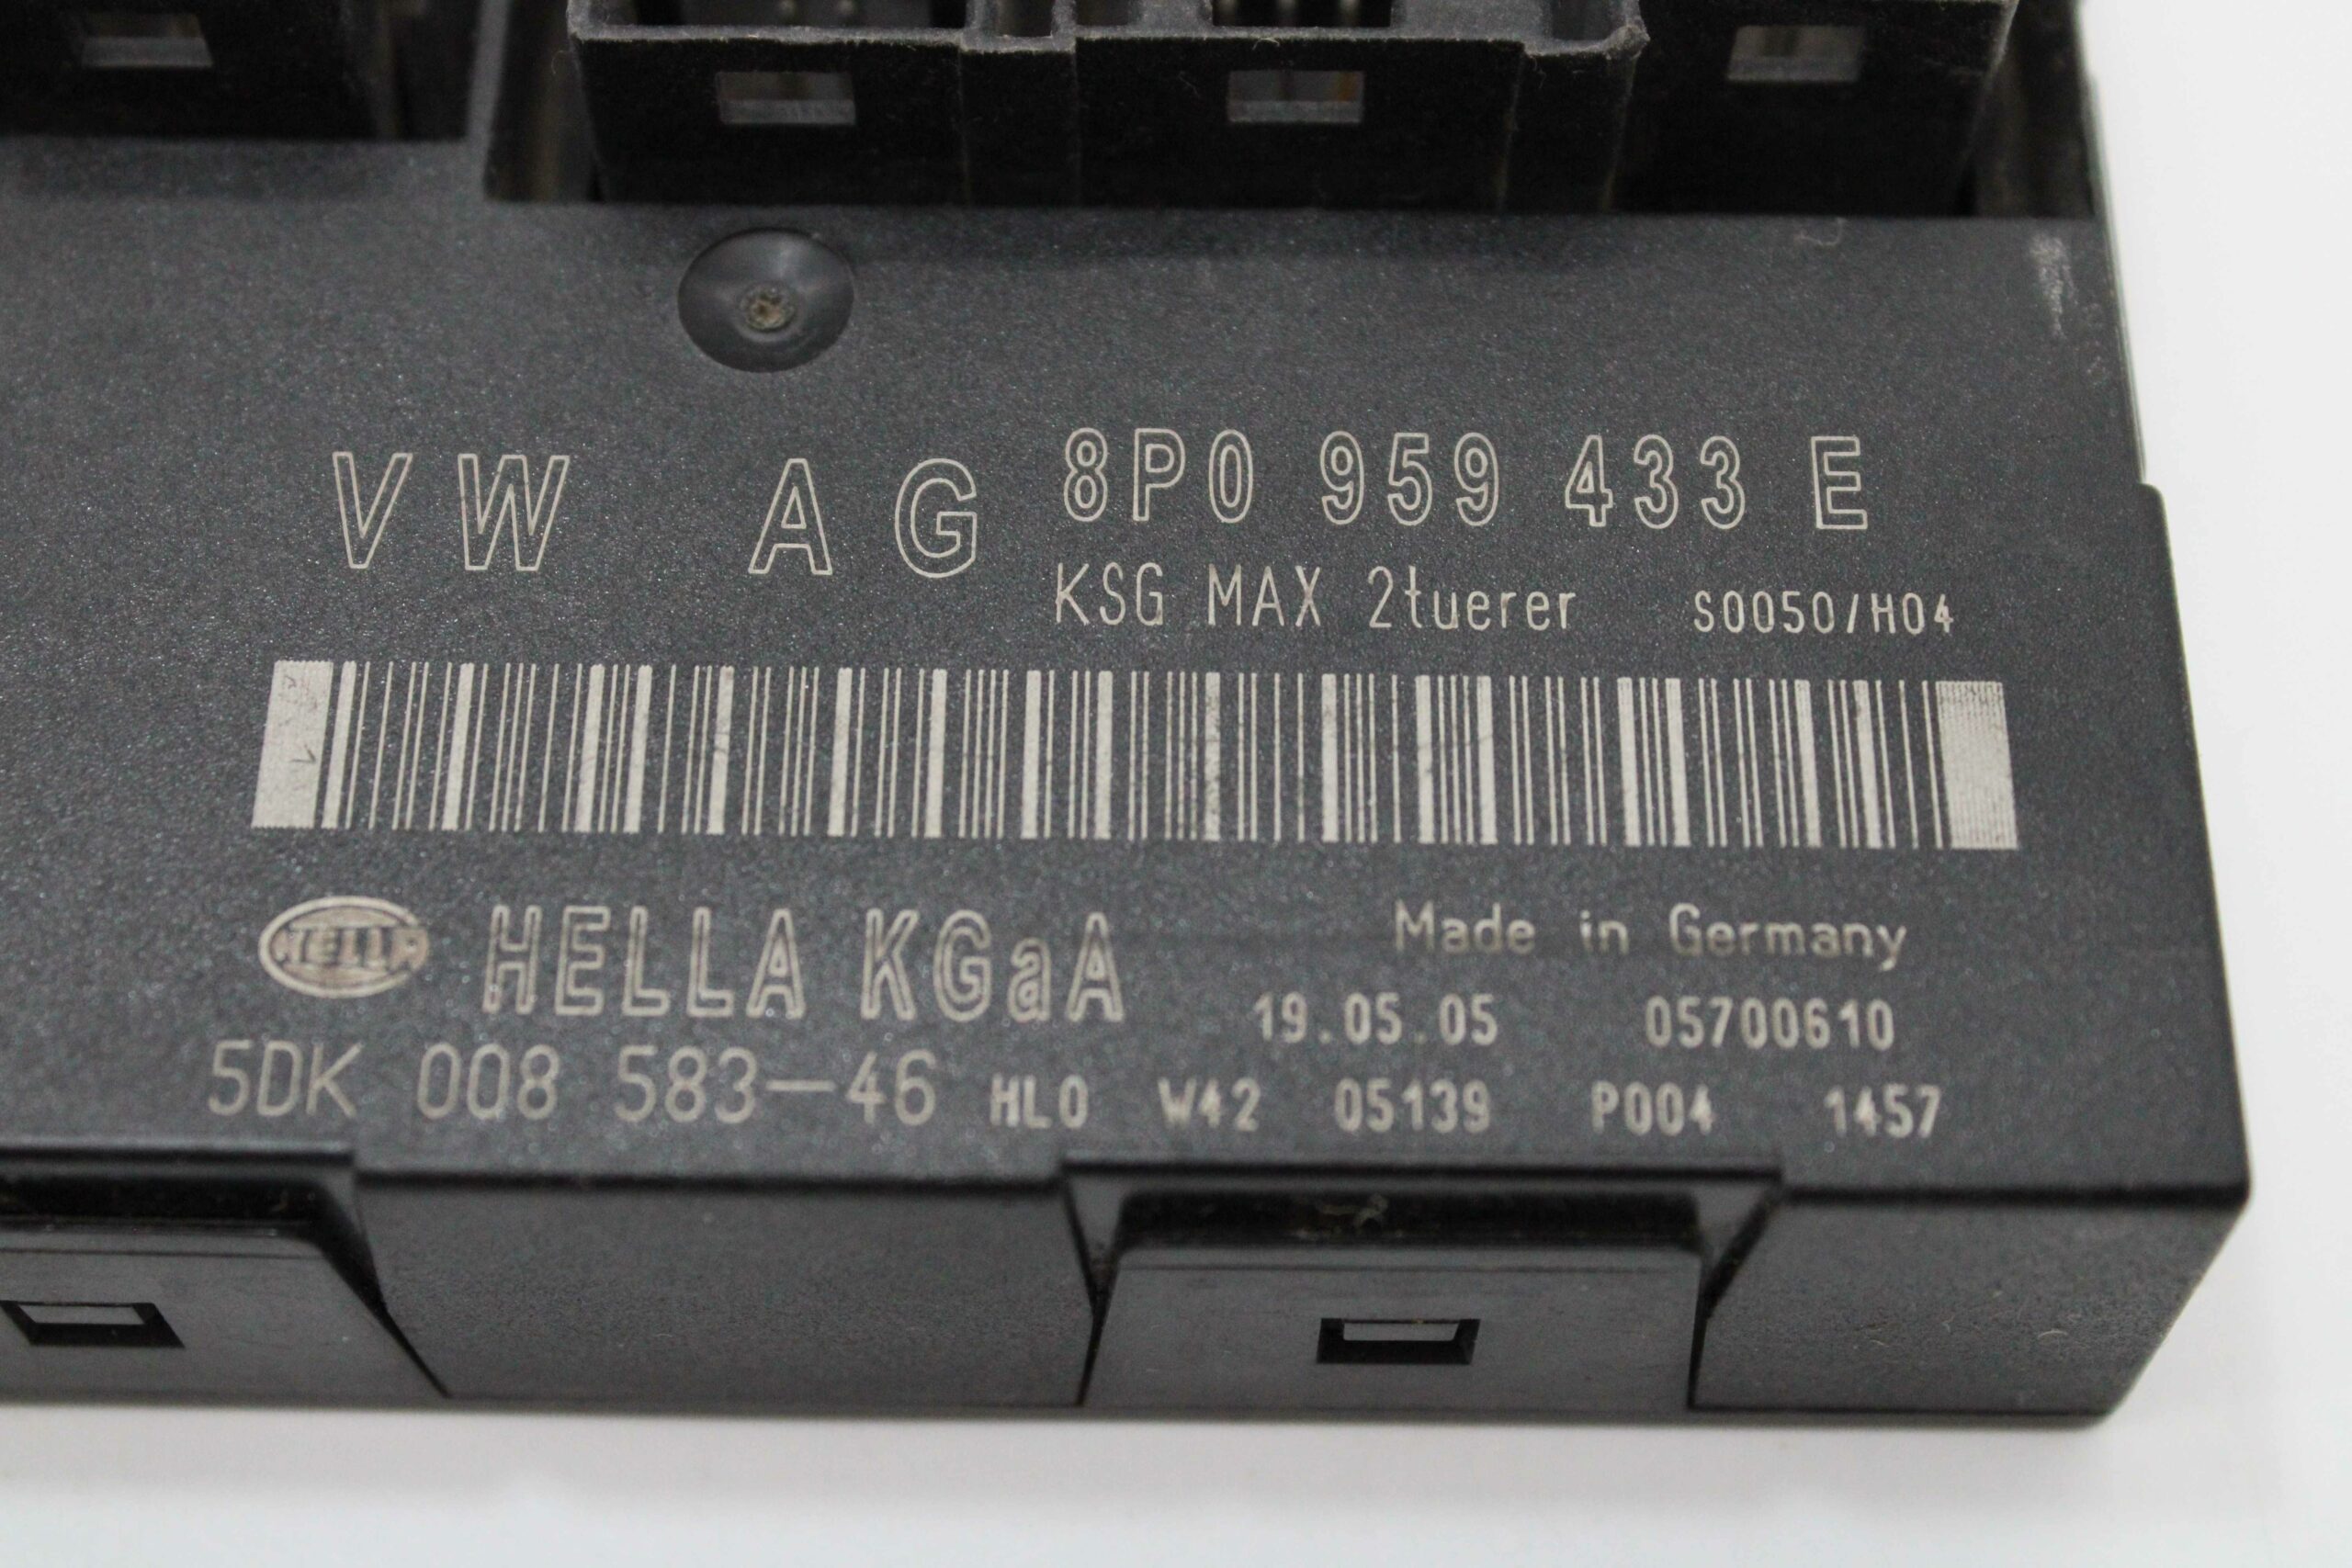 VW AG 8P0 959 433 E
KSG MAX 2tuerer S0050/H04
HELLA HELLA KGaA Made in Germany
19.05.05 05700610
5DK 008 583-46 HLO W42 05139 P004 1457